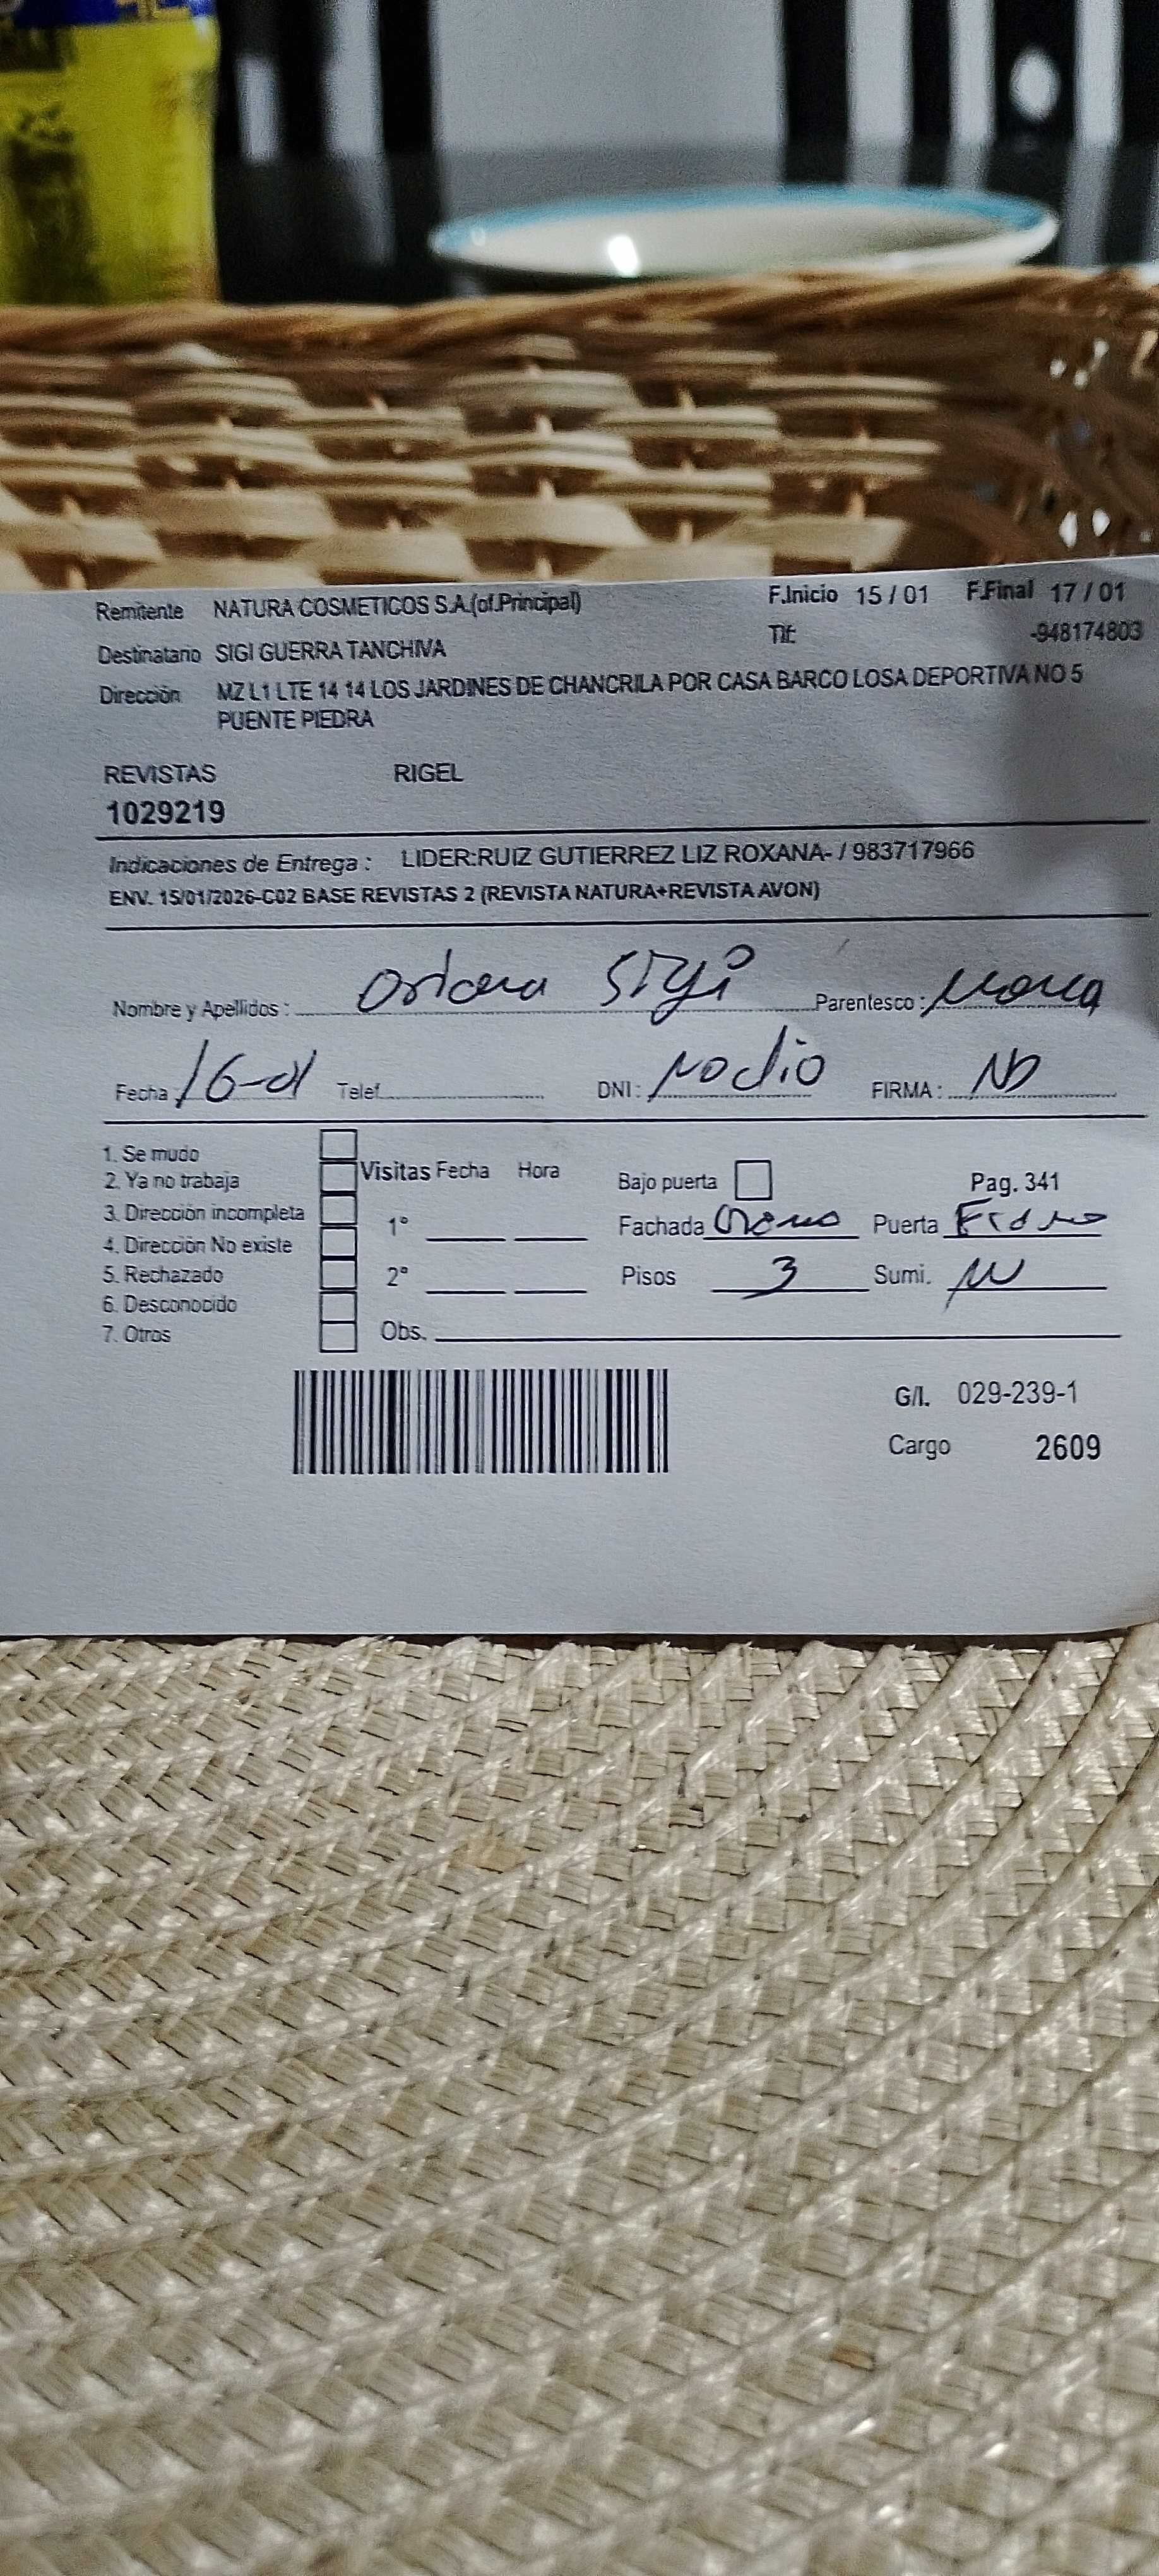 Remitente NATURA COSMETICOS S.A.(of.Principal) F.Inicio 15 / 01 F.Final 17 / 01
Destinatario SIGI GUERRA TANCHIVA Tlf: -948174803
Dirección MZ L1 LTE 14 14 LOS JARDINES DE CHANCRILA POR CASA BARCO LOSA DEPORTIVA NO 5
PUENTE PIEDRA
REVISTAS RIGEL
1029219
Indicaciones de Entrega : LIDER:RUIZ GUTIERREZ LIZ ROXANA- / 983717966
ENV. 15/01/2026-C02 BASE REVISTAS 2 (REVISTA NATURA+REVISTA AVON)
Nombre y Apellidos : Oriana Parentesco :
Fecha 16-01 Telef. DNI : No dio FIRMA :
1. Se mudo
2. Ya no trabaja Visitas Fecha Hora Bajo puerta Pag. 341
3. Dirección incompleta 1° Fachada Puerta
4. Dirección No existe
5. Rechazado 2° Pisos 3 Sumi.
6. Desconocido
7. Otros Obs.
G/I. 029-239-1
Cargo 2609